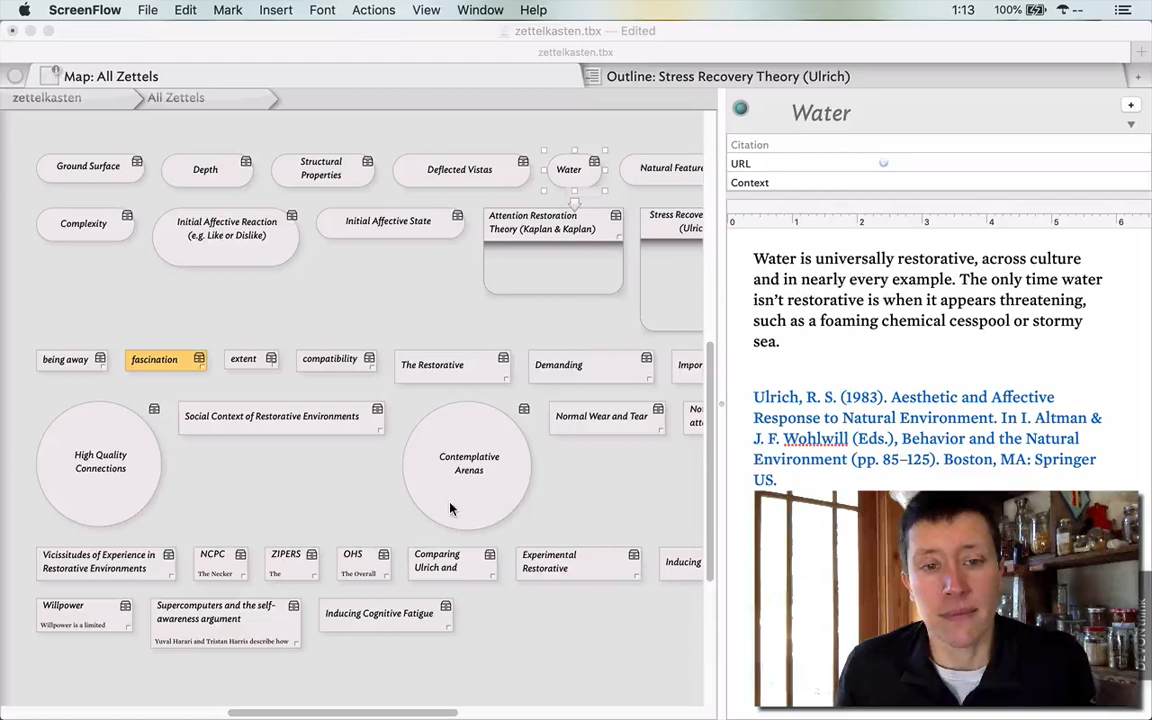 ScreenFlow File Edit Mark Insert Font Actions View Window Help 1:13 100% --
zettelkasten.tbx — Edited
zettelkasten.tbx
Map: All Zettels
Outline: Stress Recovery Theory (Ulrich)
zettelkasten
All Zettels
Ground Surface
Depth
Structural
Properties
Deflected Vistas
Water
Natural Feature
Complexity
Initial Affective Reaction
(e.g. Like or Dislike)
Initial Affective State
Attention Restoration
Theory (Kaplan & Kaplan)
Stress Recove
(Ulric
being away
fascination
extent
compatibility
The Restorative
Demanding
Impor
High Quality
Connections
Social Context of Restorative Environments
Contemplative
Arenas
Normal Wear and Tear
No
att
Vicissitudes of Experience in
Restorative Environments
NCPC
The Necker
ZIPERS
The
OHS
The Overall
Comparing
Ulrich and
Experimental
Restorative
Inducing
Willpower
Willpower is a limited
Supercomputers and the self-
awareness argument
Yuval Harari and Tristan Harris describe how
Inducing Cognitive Fatigue
Water
Citation
URL
Context
0 1 2 3 4 5 6
Water is universally restorative, across culture
and in nearly every example. The only time water
isn't restorative is when it appears threatening,
such as a foaming chemical cesspool or stormy
sea.
Ulrich, R. S. (1983). Aesthetic and Affective
Response to Natural Environment. In I. Altman &
J. F. Wohlwill (Eds.), Behavior and the Natural
Environment (pp. 85–125). Boston, MA: Springer
US.